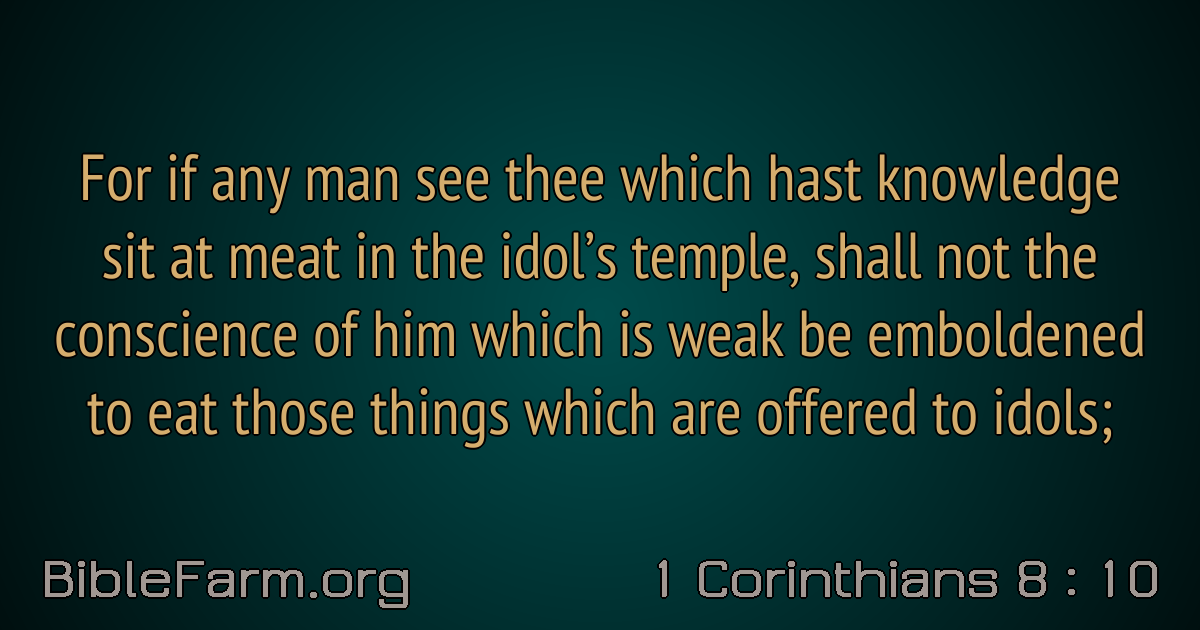 For if any man see thee which hast knowledge
sit at meat in the idol’s temple, shall not the
conscience of him which is weak be emboldened
to eat those things which are offered to idols;
BibleFarm.org
1 Corinthians 8 : 10